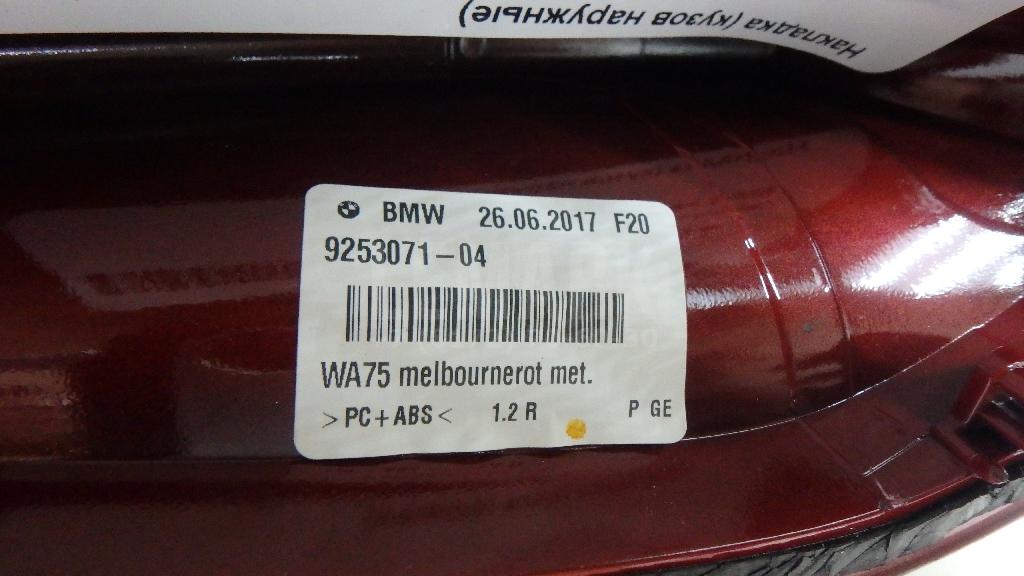 Накладка (кузов наружные)
BMW 26.06.2017 F20
9253071-04
WA75 melbournerot met.
>PC+ABS< 1.2 R P GE